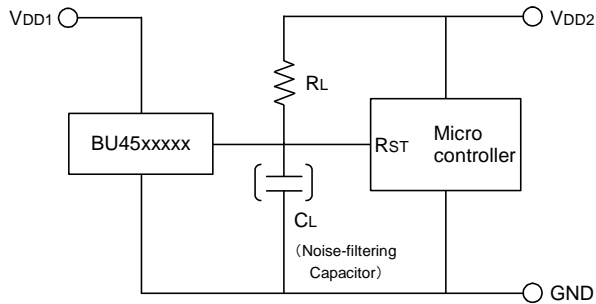 VDD1
VDD2
RL
BU45xxxxx
RST
Micro
controller
CL
（Noise-filtering
Capacitor）
GND